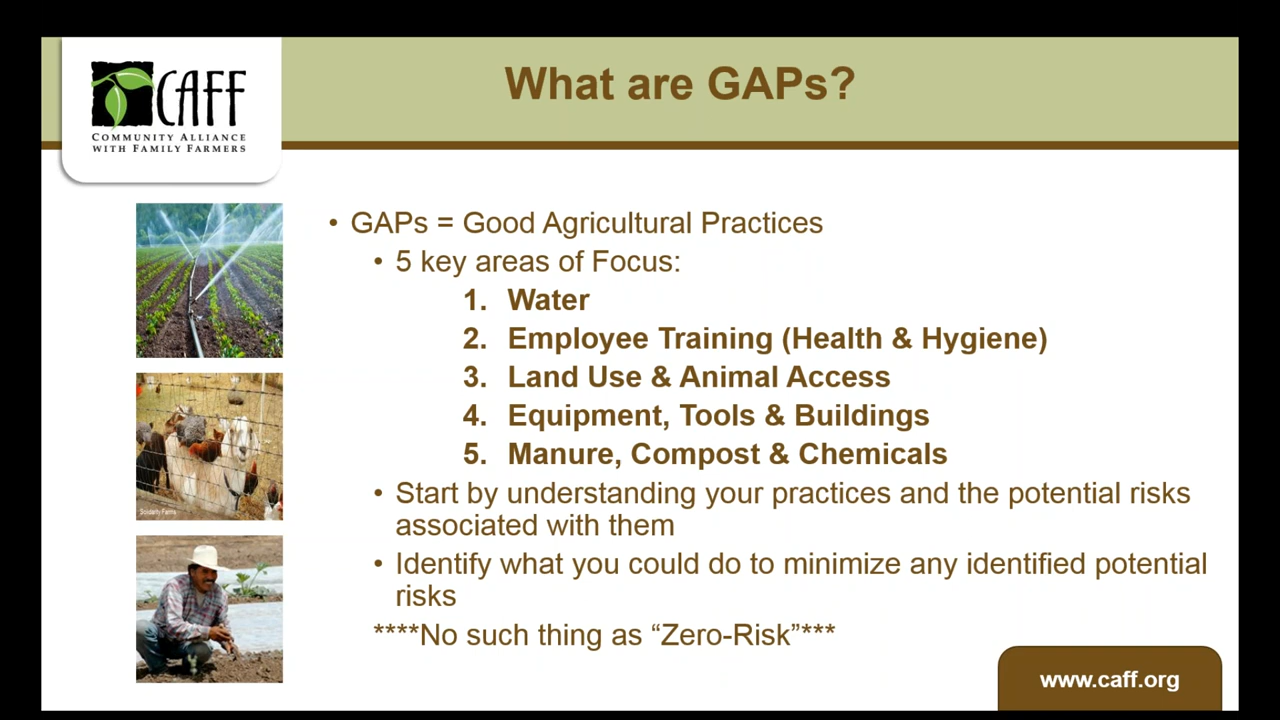 What are GAPs?
CAFF
COMMUNITY ALLIANCE
WITH FAMILY FARMERS
• GAPs = Good Agricultural Practices
• 5 key areas of Focus:
1. Water
2. Employee Training (Health & Hygiene)
3. Land Use & Animal Access
4. Equipment, Tools & Buildings
5. Manure, Compost & Chemicals
• Start by understanding your practices and the potential risks
associated with them
• Identify what you could do to minimize any identified potential
risks
****No such thing as “Zero-Risk”***
Solidarity Farms
www.caff.org